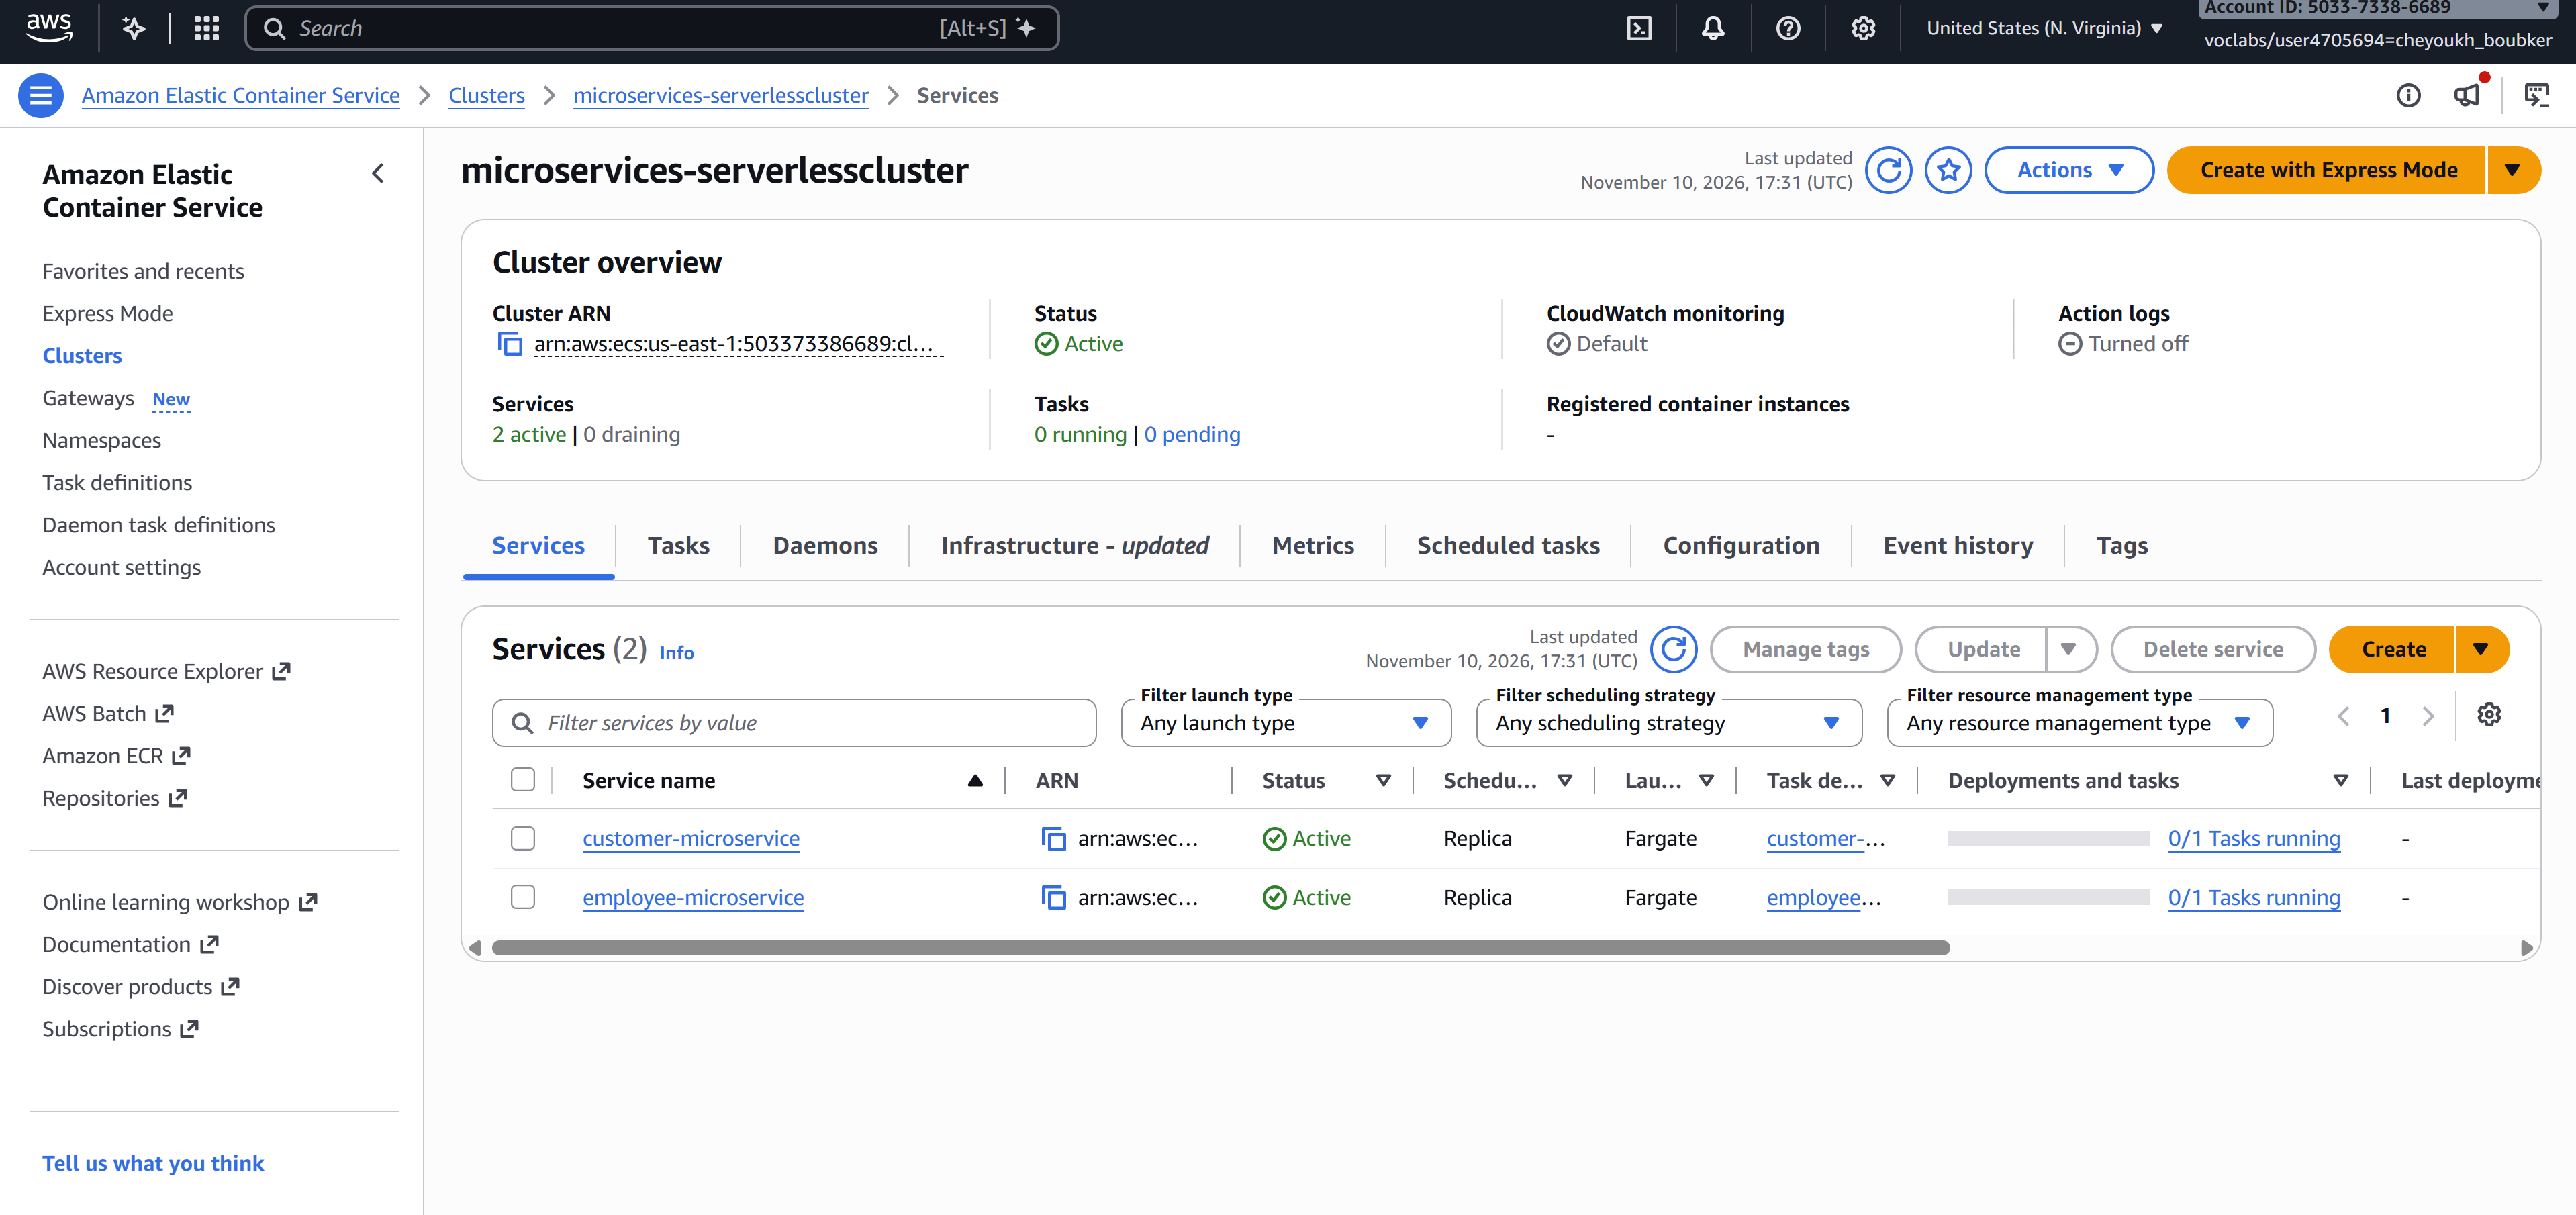 aws
Search [Alt+S]
United States (N. Virginia)
Account ID: 5033-7338-6689
voclabs/user4705694=cheyoukh_boubker
Amazon Elastic Container Service > Clusters > microservices-serverlesscluster > Services
Amazon Elastic
Container Service
Favorites and recents
Express Mode
Clusters
Gateways New
Namespaces
Task definitions
Daemon task definitions
Account settings
AWS Resource Explorer
AWS Batch
Amazon ECR
Repositories
Online learning workshop
Documentation
Discover products
Subscriptions
Tell us what you think
microservices-serverlesscluster
Last updated
November 10, 2026, 17:31 (UTC)
Actions
Create with Express Mode
Cluster overview
Cluster ARN
arn:aws:ecs:us-east-1:503373386689:cl...
Status
Active
CloudWatch monitoring
Default
Action logs
Turned off
Services
2 active | 0 draining
Tasks
0 running | 0 pending
Registered container instances
-
Services Tasks Daemons Infrastructure - updated Metrics Scheduled tasks Configuration Event history Tags
Services (2) Info
Last updated
November 10, 2026, 17:31 (UTC)
Manage tags
Update
Delete service
Create
Filter services by value
Filter launch type
Any launch type
Filter scheduling strategy
Any scheduling strategy
Filter resource management type
Any resource management type
1
Service name ARN Status Schedu... Lau... Task de... Deployments and tasks Last deployme
customer-microservice arn:aws:ec... Active Replica Fargate customer-... 0/1 Tasks running -
employee-microservice arn:aws:ec... Active Replica Fargate employee... 0/1 Tasks running -